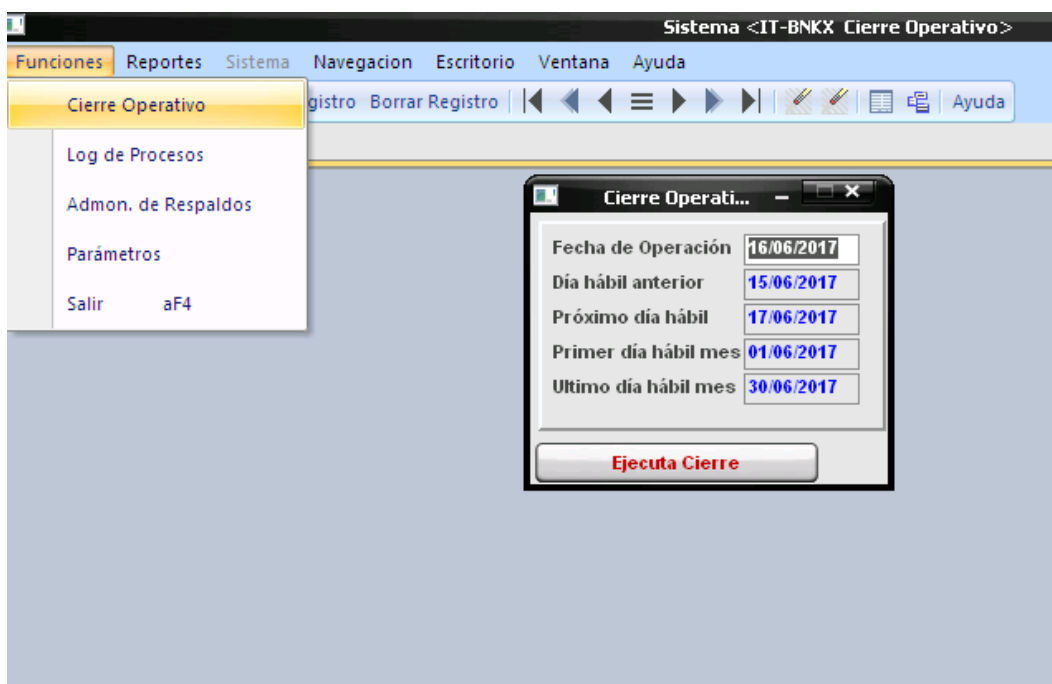 Sistema <IT-BNKX Cierre Operativo>
Funciones Reportes Sistema Navegacion Escritorio Ventana Ayuda
gistro Borrar Registro Ayuda
Cierre Operativo
Log de Procesos
Admon. de Respaldos
Parámetros
Salir aF4
Cierre Operati...
Fecha de Operación 16/06/2017
Día hábil anterior 15/06/2017
Próximo día hábil 17/06/2017
Primer día hábil mes 01/06/2017
Ultimo día hábil mes 30/06/2017
Ejecuta Cierre